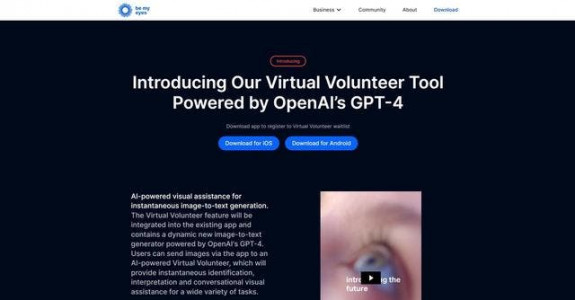 be my
eyes
Business
Community
About
Download
Introducing
Introducing Our Virtual Volunteer Tool
Powered by OpenAI's GPT-4
Download app to register to Virtual Volunteer waitlist
Download for iOS
Download for Android
AI-powered visual assistance for
instantaneous image-to-text generation.
The Virtual Volunteer feature will be
integrated into the existing app and
contains a dynamic new image-to-text
generator powered by OpenAI's GPT-4.
Users can send images via the app to an
AI-powered Virtual Volunteer, which will
provide instantaneous identification,
interpretation and conversational visual
assistance for a wide variety of tasks.
the
future